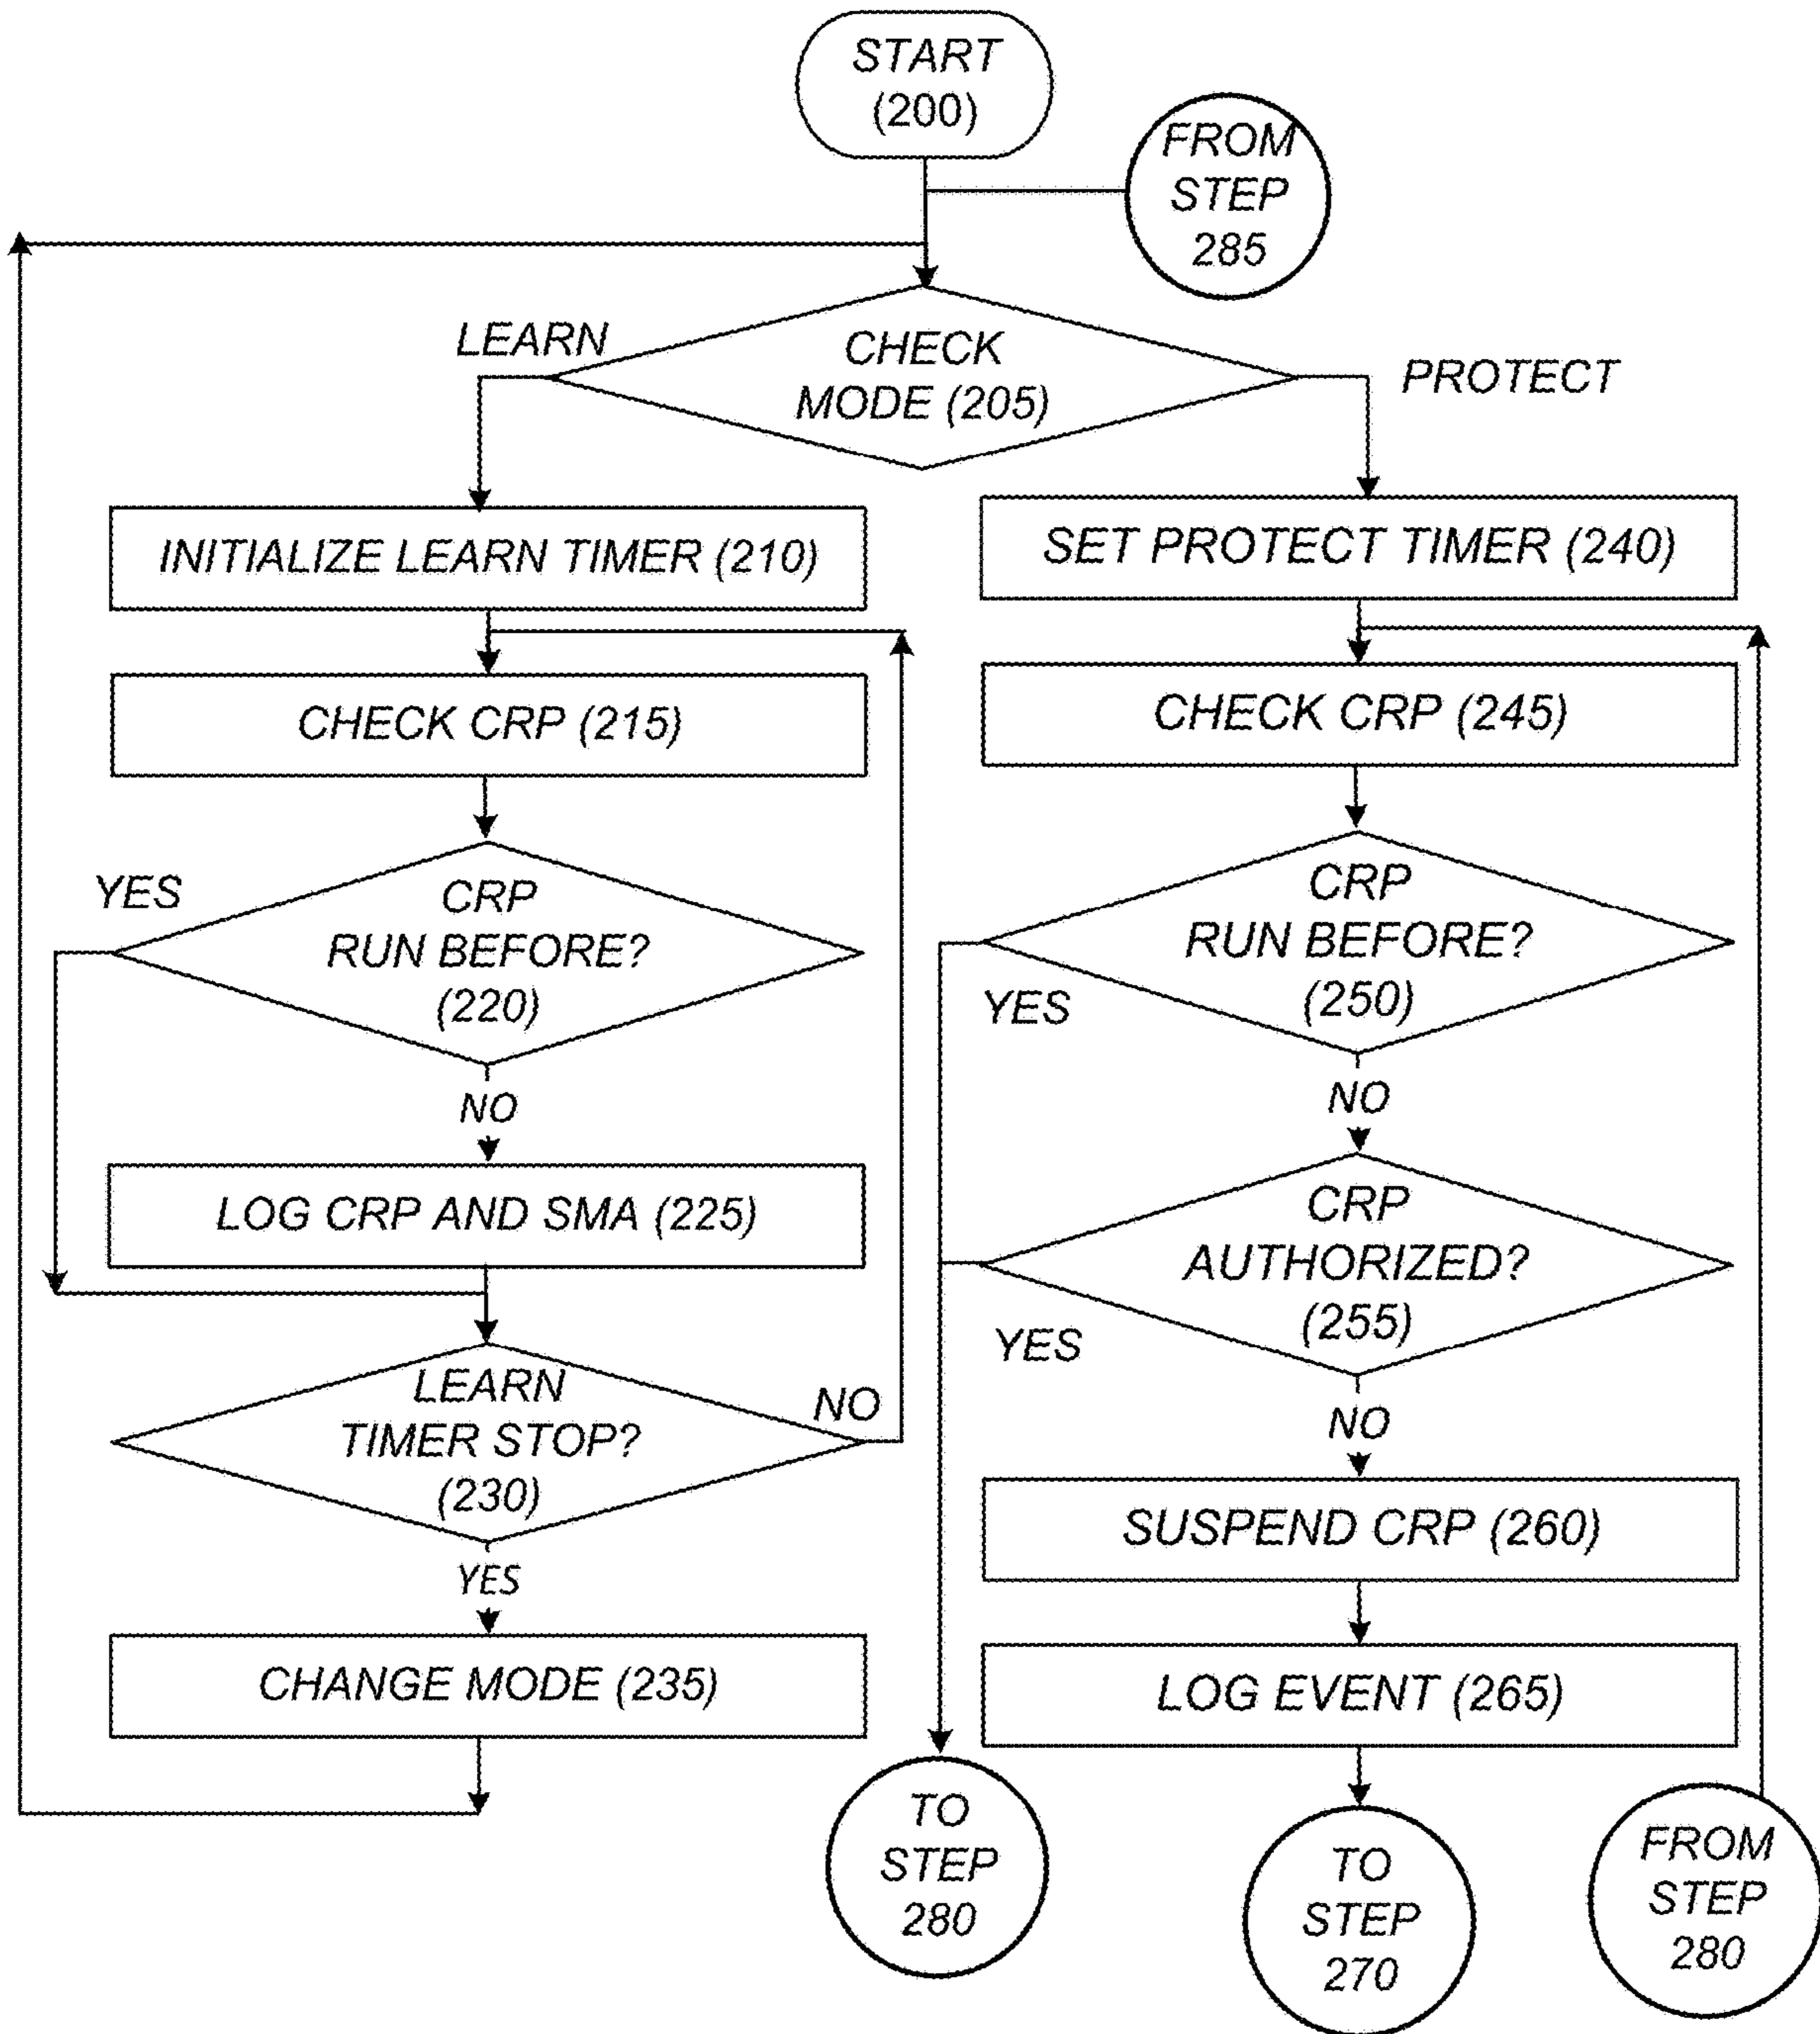 START
(200)
FROM
STEP
285
LEARN
CHECK
MODE (205)
PROTECT
INITIALIZE LEARN TIMER (210)
SET PROTECT TIMER (240)
CHECK CRP (215)
CHECK CRP (245)
YES
CRP
RUN BEFORE?
(220)
NO
CRP
RUN BEFORE?
(250)
YES
NO
LOG CRP AND SMA (225)
CRP
AUTHORIZED?
(255)
YES
NO
LEARN
TIMER STOP?
(230)
NO
YES
SUSPEND CRP (260)
CHANGE MODE (235)
LOG EVENT (265)
TO
STEP
280
TO
STEP
270
FROM
STEP
280